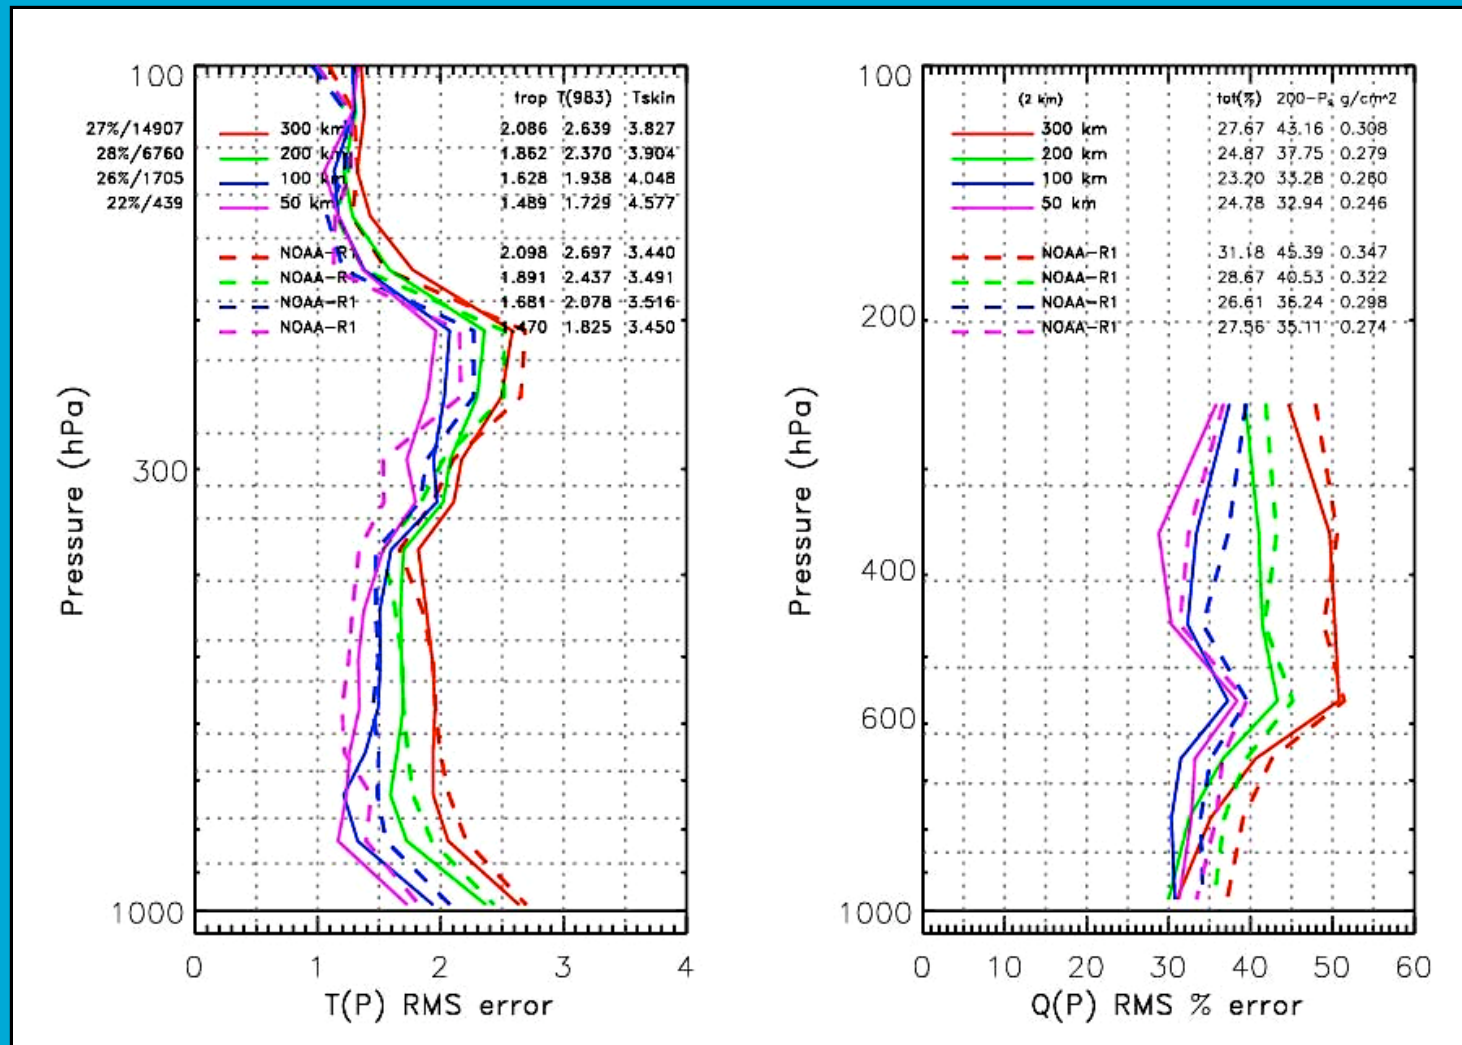 100
trop T(983) Tskin
27%/14907 300 km 2.086 2.639 3.827
28%/6760 200 km 1.862 2.370 3.904
26%/1705 100 km 1.628 1.938 4.048
22%/439 50 km 1.489 1.729 4.577
NOAA-R1 2.098 2.697 3.440
NOAA-R1 1.891 2.437 3.491
NOAA-R1 1.681 2.078 3.516
NOAA-R1 1.470 1.825 3.450
300
1000
Pressure (hPa)
0 1 2 3 4
T(P) RMS error
100
(2 km) tot(%) 200-Ps g/cm^2
300 km 27.67 43.16 0.308
200 km 24.87 37.75 0.279
100 km 23.20 33.28 0.260
50 km 24.78 32.94 0.246
NOAA-R1 31.18 45.39 0.347
NOAA-R1 28.67 40.53 0.322
NOAA-R1 26.61 36.24 0.298
NOAA-R1 27.56 35.11 0.274
200
400
600
1000
Pressure (hPa)
0 10 20 30 40 50 60
Q(P) RMS % error